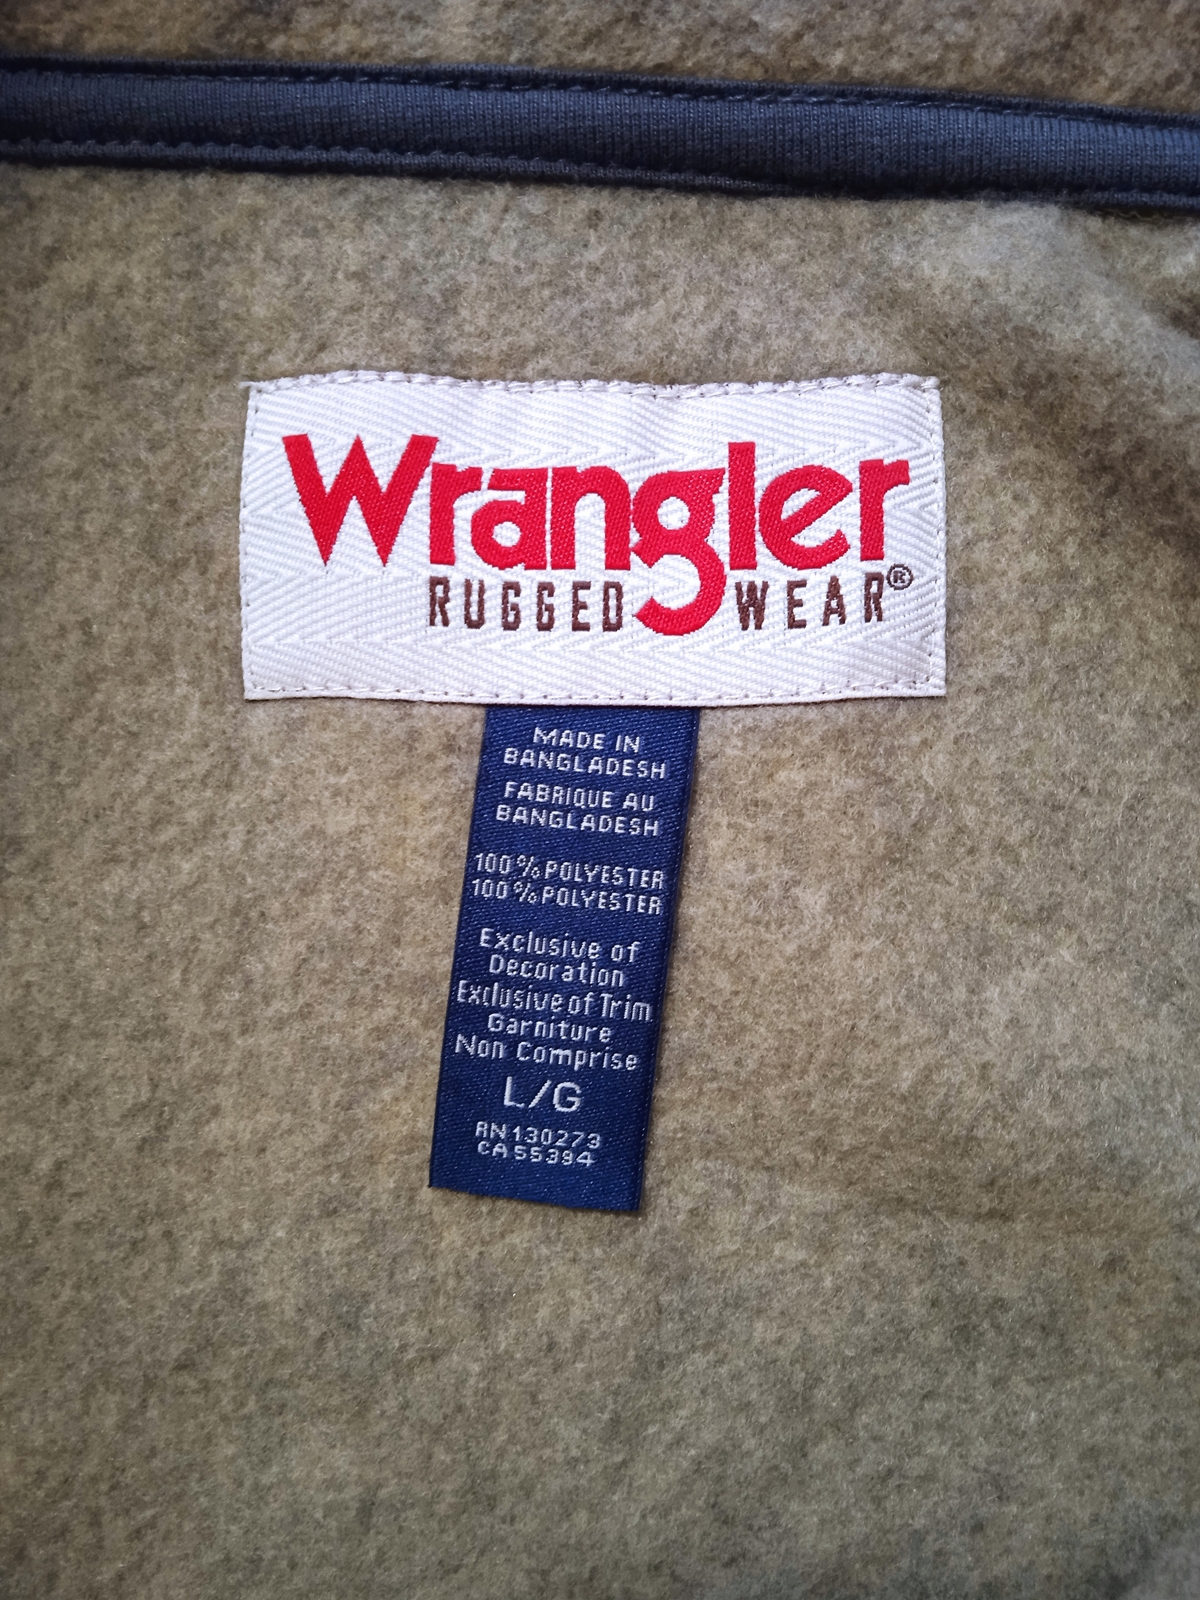 Wrangler
RUGGED WEAR®
MADE IN
BANGLADESH
FABRIQUE AU
BANGLADESH
100% POLYESTER
100% POLYESTER
Exclusive of
Decoration
Exclusive of Trim
Garniture
Non Comprise
L/G
RN 130273
CA 55394